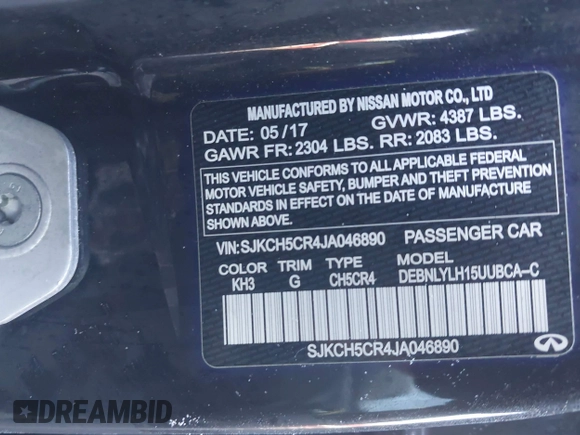 MANUFACTURED BY NISSAN MOTOR CO., LTD
DATE: 05/17 GVWR: 4387 LBS.
GAWR FR: 2304 LBS. RR: 2083 LBS.
THIS VEHICLE CONFORMS TO ALL APPLICABLE FEDERAL
MOTOR VEHICLE SAFETY, BUMPER AND THEFT PREVENTION
STANDARDS IN EFFECT ON THE DATE OF MANUFACTURE
SHOWN ABOVE.
VIN: SJKCH5CR4JA046890 PASSENGER CAR
COLOR TRIM TYPE MODEL
KH3 G CH5CR4 DEBNLYLH15UUBCA-C
SJKCH5CR4JA046890
DREAMBID